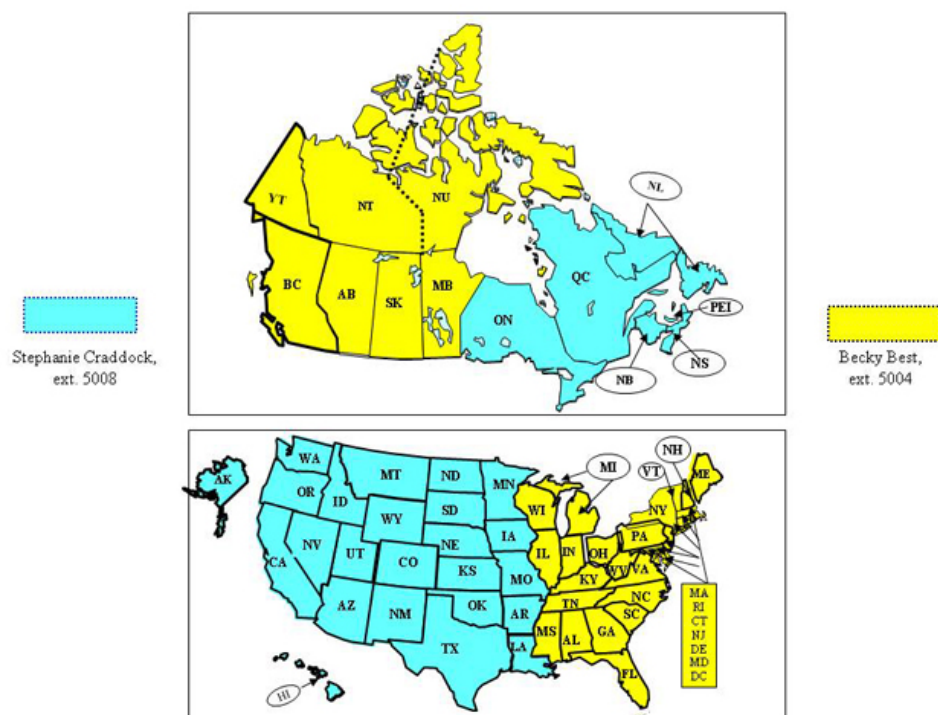 NL
YT
NT
NU
QC
BC
AB
SK
MB
ON
PEI
NB
NS
Stephanie Craddock,
ext. 5008
Becky Best,
ext. 5004
AK
WA
MT
ND
MN
MI
VT
NH
ME
OR
ID
SD
WI
NY
WY
PA
NV
UT
NE
IA
IL
IN
OH
CA
CO
KS
MO
KY
WV
VA
AZ
NM
OK
AR
TN
NC
SC
TX
LA
MS
AL
GA
FL
HI
MA
RI
CT
NJ
DE
MD
DC